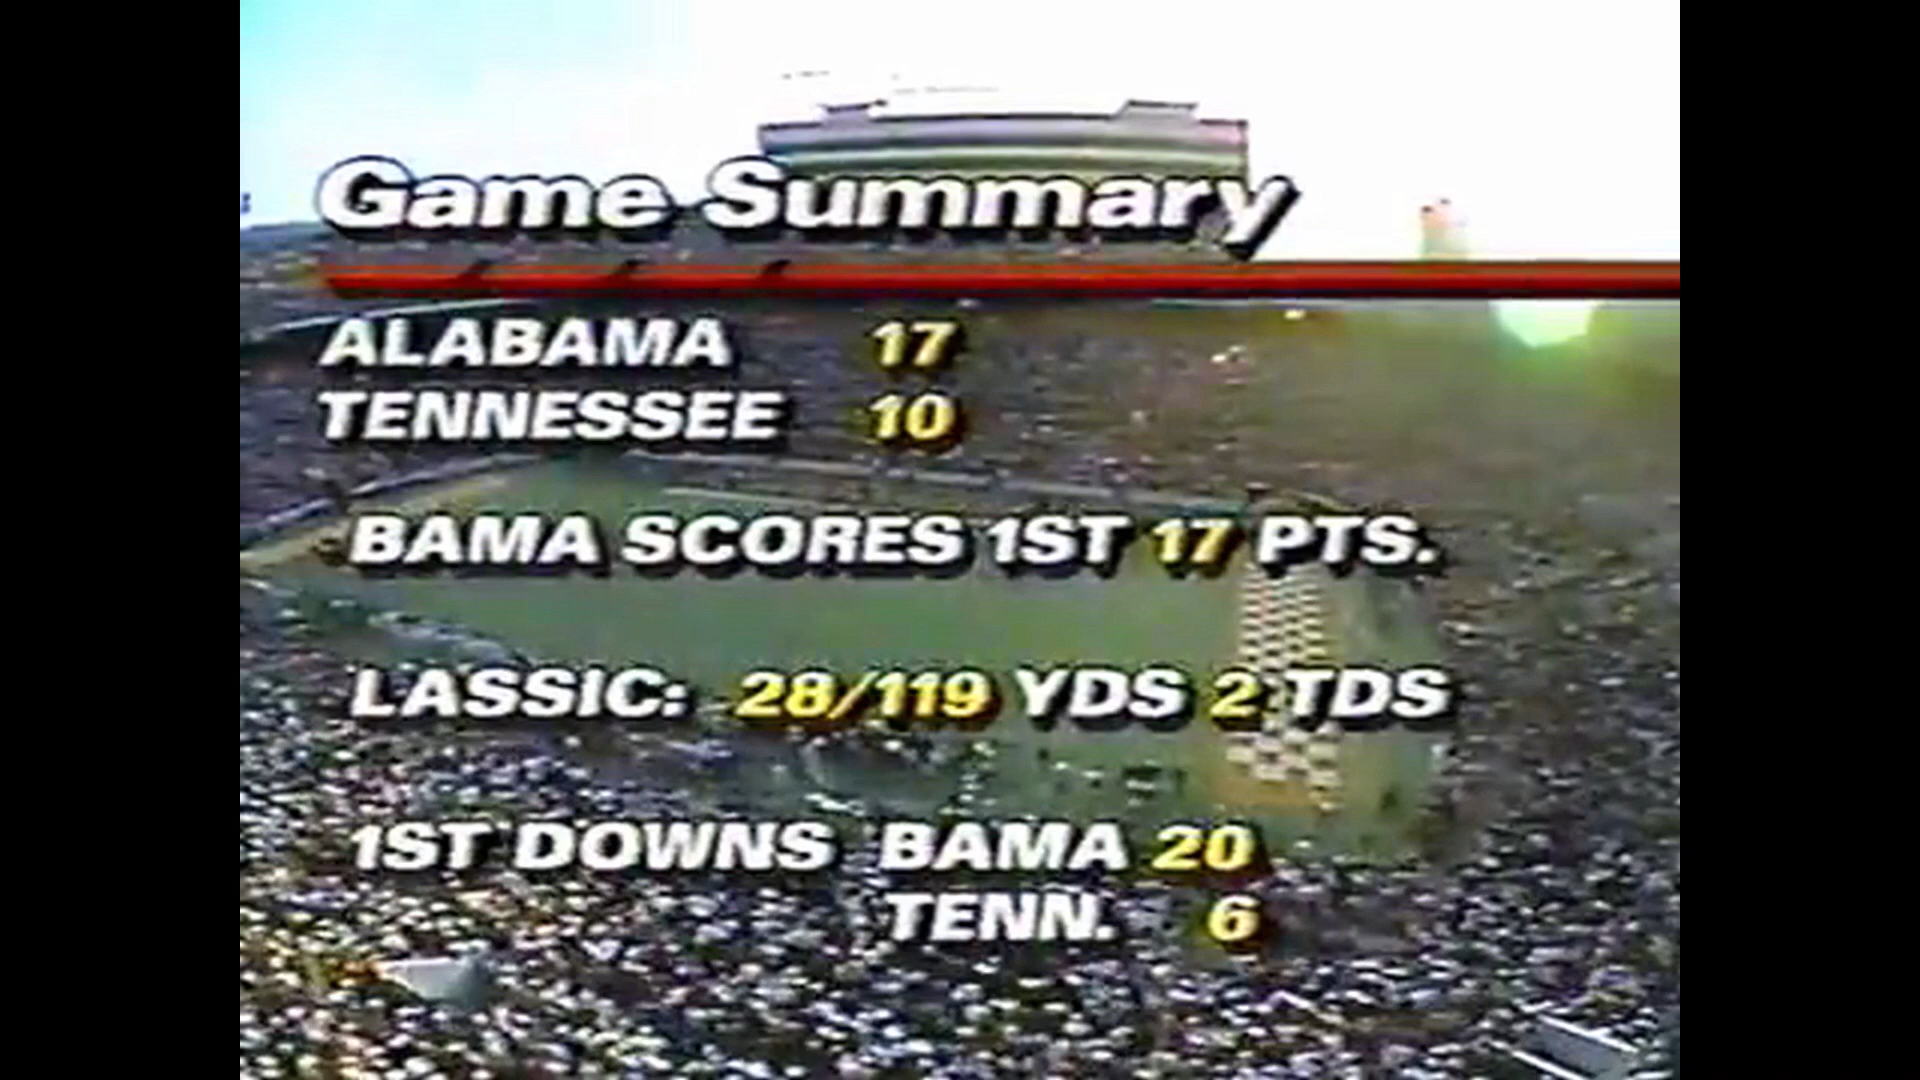 Game Summary
ALABAMA 17
TENNESSEE 10
BAMA SCORES 1ST 17 PTS.
LASSIC: 28/119 YDS 2 TDS
1ST DOWNS BAMA 20
TENN. 6